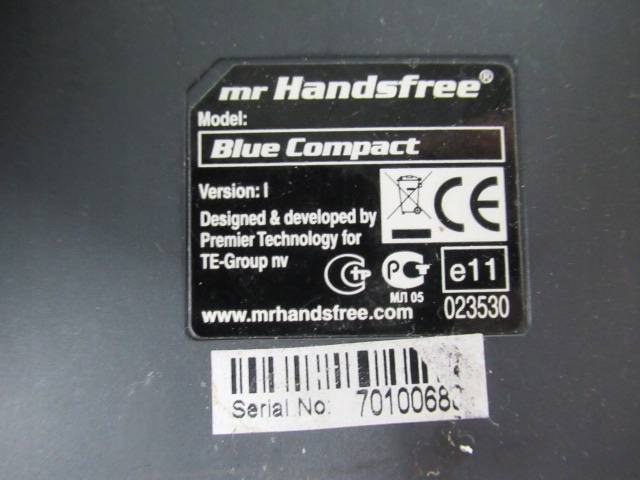 mr Handsfree®
Model:
Blue Compact
Version: I
Designed & developed by
Premier Technology for
TE-Group nv
CE
МЛ 05
e11
023530
www.mrhandsfree.com
Serial No: 7010068